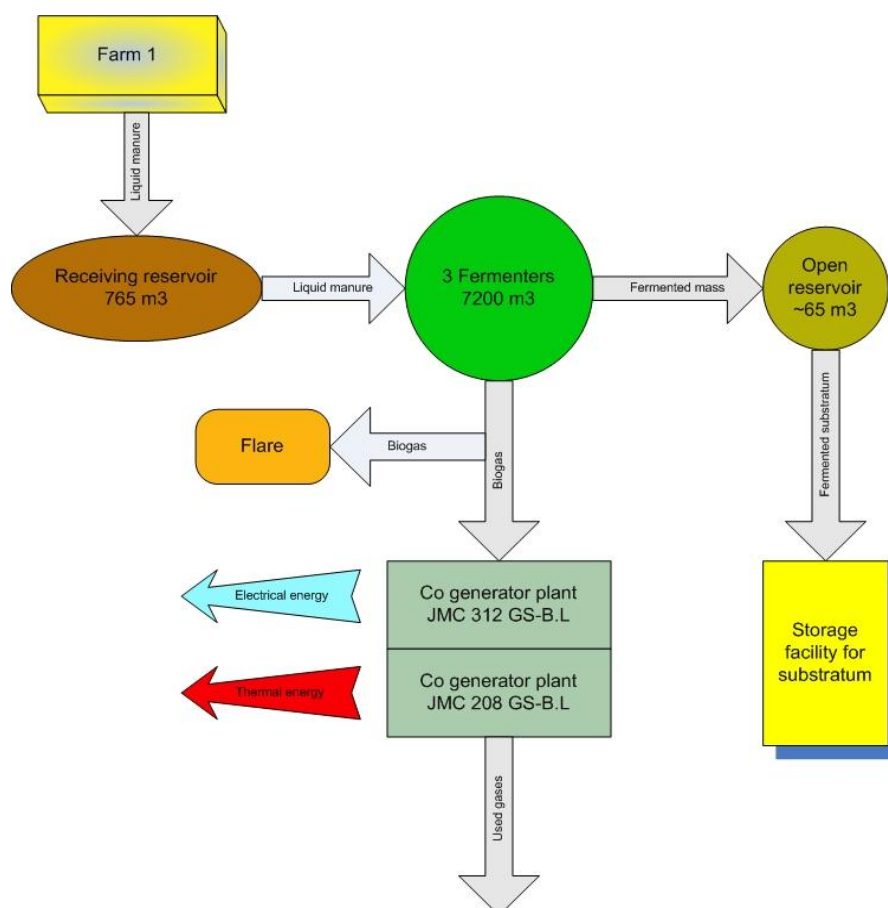 Farm 1
Liquid manure
Receiving reservoir
765 m3
Liquid manure
3 Fermenters
7200 m3
Fermented mass
Open
reservoir
~65 m3
Flare
Biogas
Biogas
Fermented substratum
Electrical energy
Co generator plant
JMC 312 GS-B.L
Thermal energy
Co generator plant
JMC 208 GS-B.L
Storage
facility for
substratum
Used gases